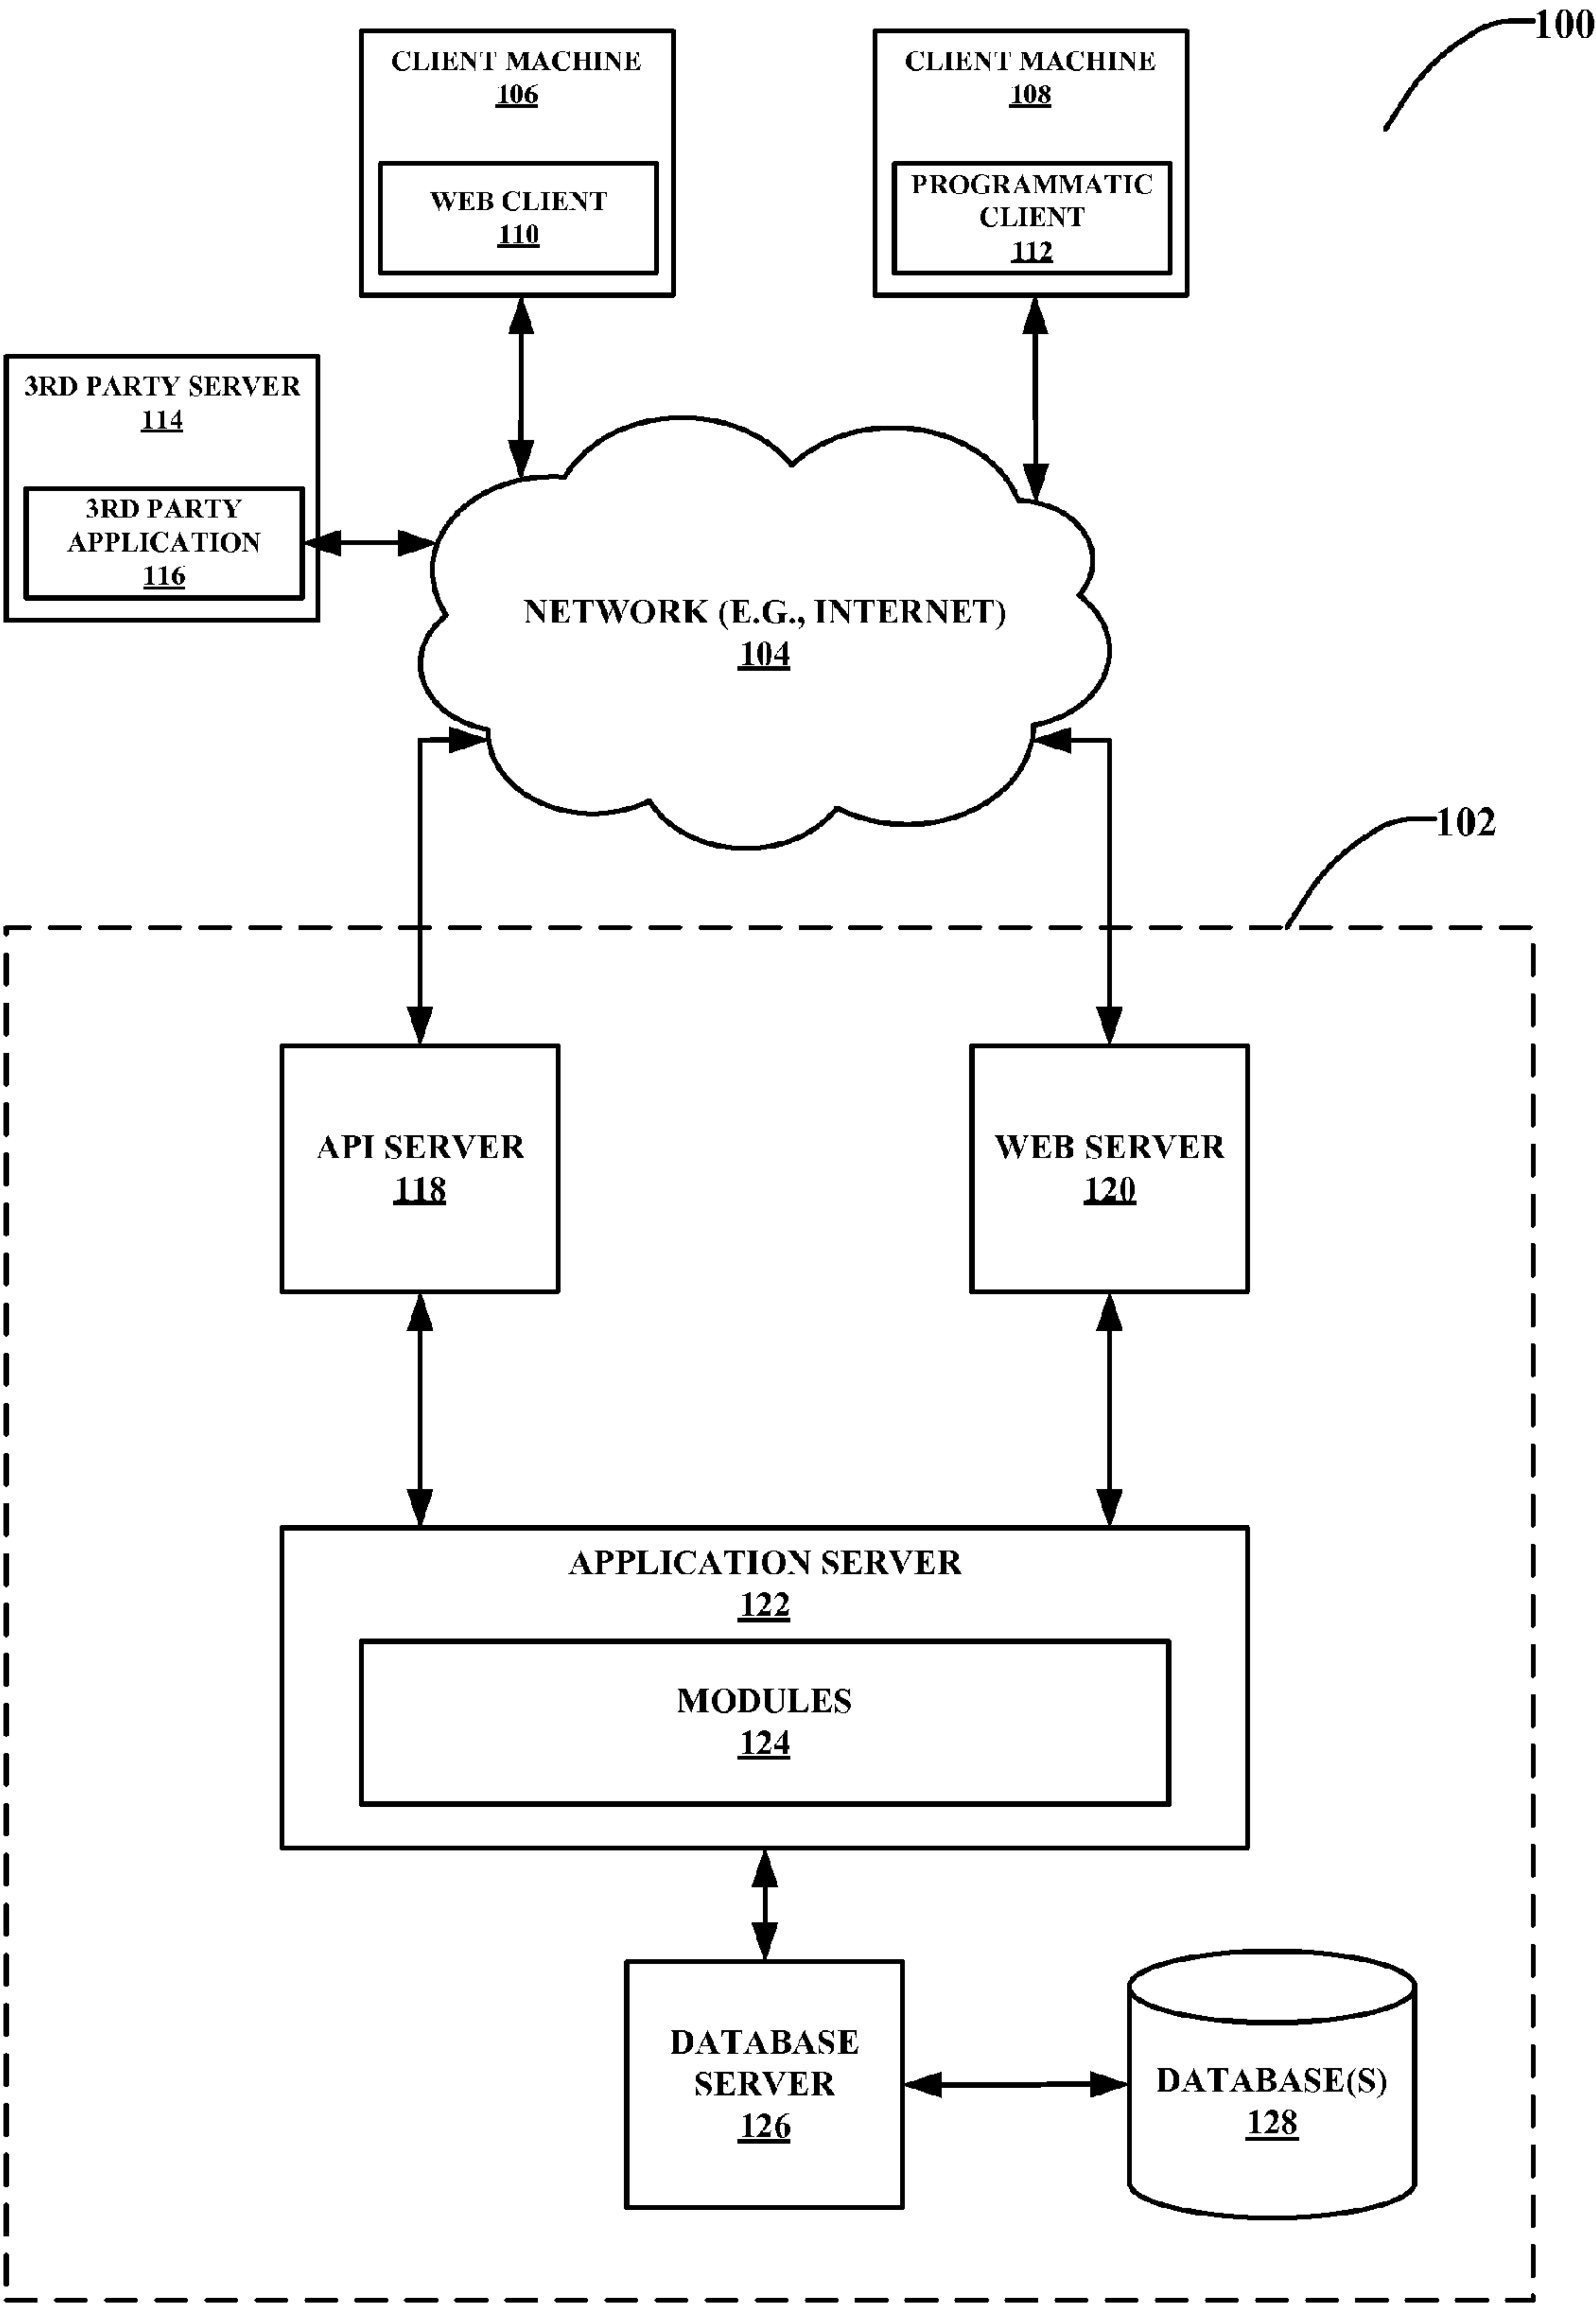 100
CLIENT MACHINE
106
WEB CLIENT
110
CLIENT MACHINE
108
PROGRAMMATIC
CLIENT
112
3RD PARTY SERVER
114
3RD PARTY
APPLICATION
116
NETWORK (E.G., INTERNET)
104
102
API SERVER
118
WEB SERVER
120
APPLICATION SERVER
122
MODULES
124
DATABASE
SERVER
126
DATABASE(S)
128